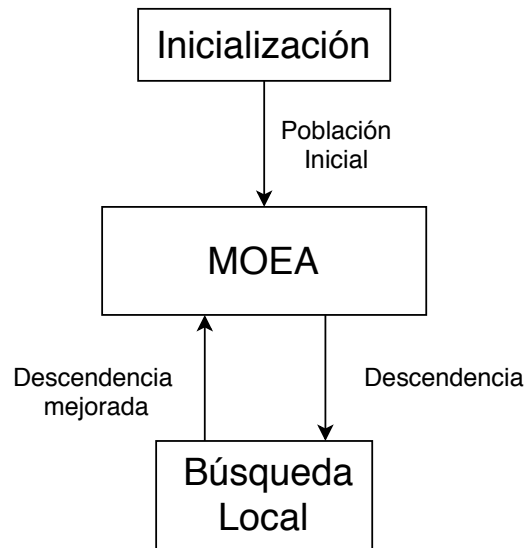 Inicialización
Población
Inicial
MOEA
Descendencia
mejorada
Descendencia
Búsqueda
Local